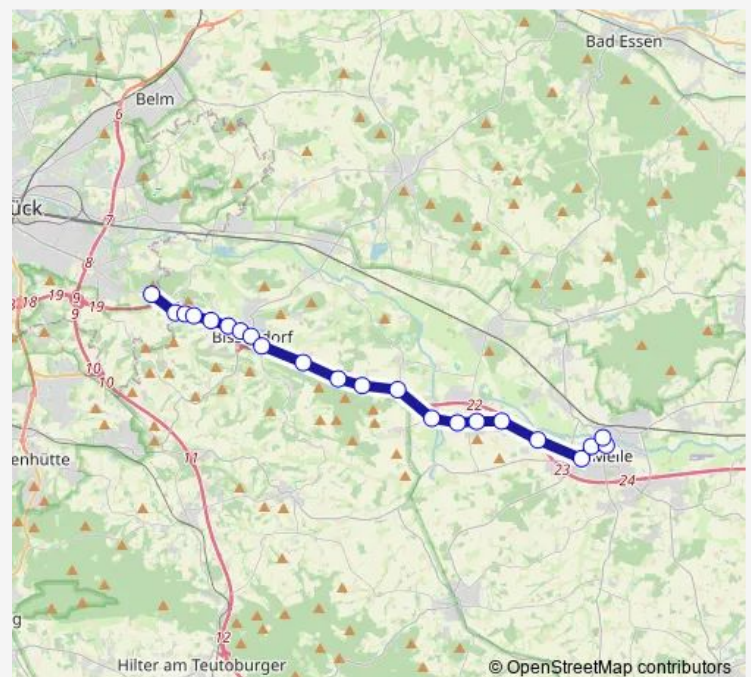 Bad Essen
Belm
6
ück
7
8
18
19
9
19
9
Bissendorf
10
10
22
enhütte
11
Melle
23
24
g
12
Hilter am Teutoburger
© OpenStreetMap contributors